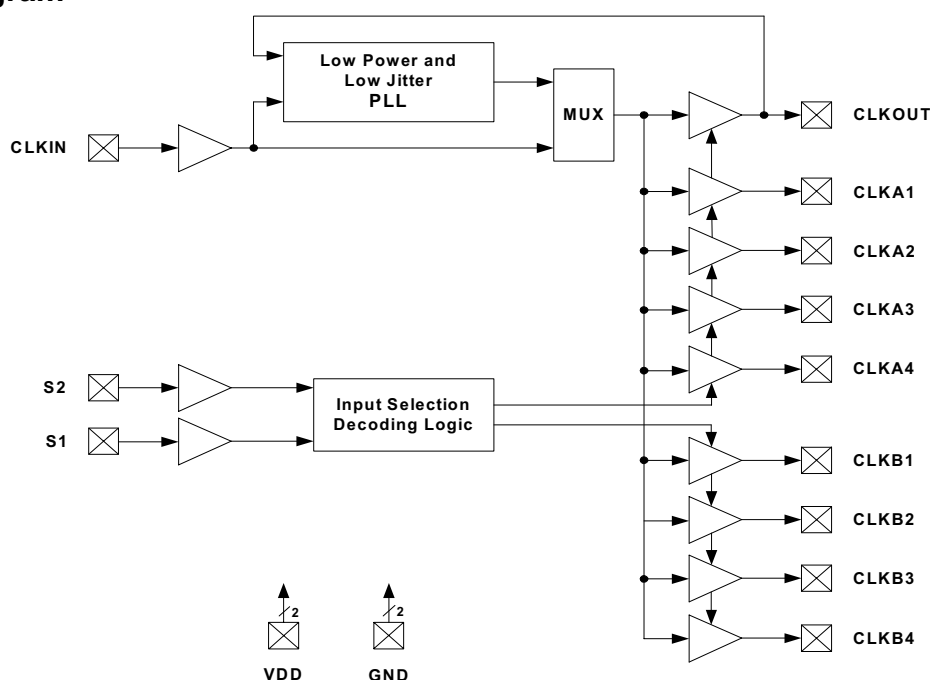 Low Power and
Low Jitter
PLL
MUX
CLKIN
CLKOUT
CLKA1
CLKA2
CLKA3
CLKA4
S2
S1
Input Selection
Decoding Logic
CLKB1
CLKB2
CLKB3
CLKB4
2
2
VDD
GND